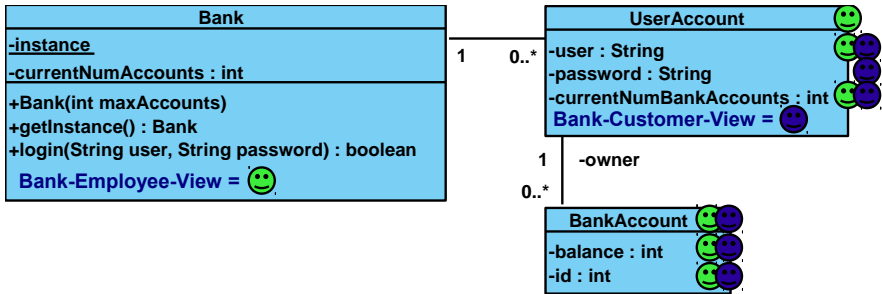 Bank
-instance
-currentNumAccounts : int
+Bank(int maxAccounts)
+getInstance() : Bank
+login(String user, String password) : boolean
Bank-Employee-View =
1
0..*
UserAccount
-user : String
-password : String
-currentNumBankAccounts : int
Bank-Customer-View =
1
-owner
0..*
BankAccount
-balance : int
-id : int